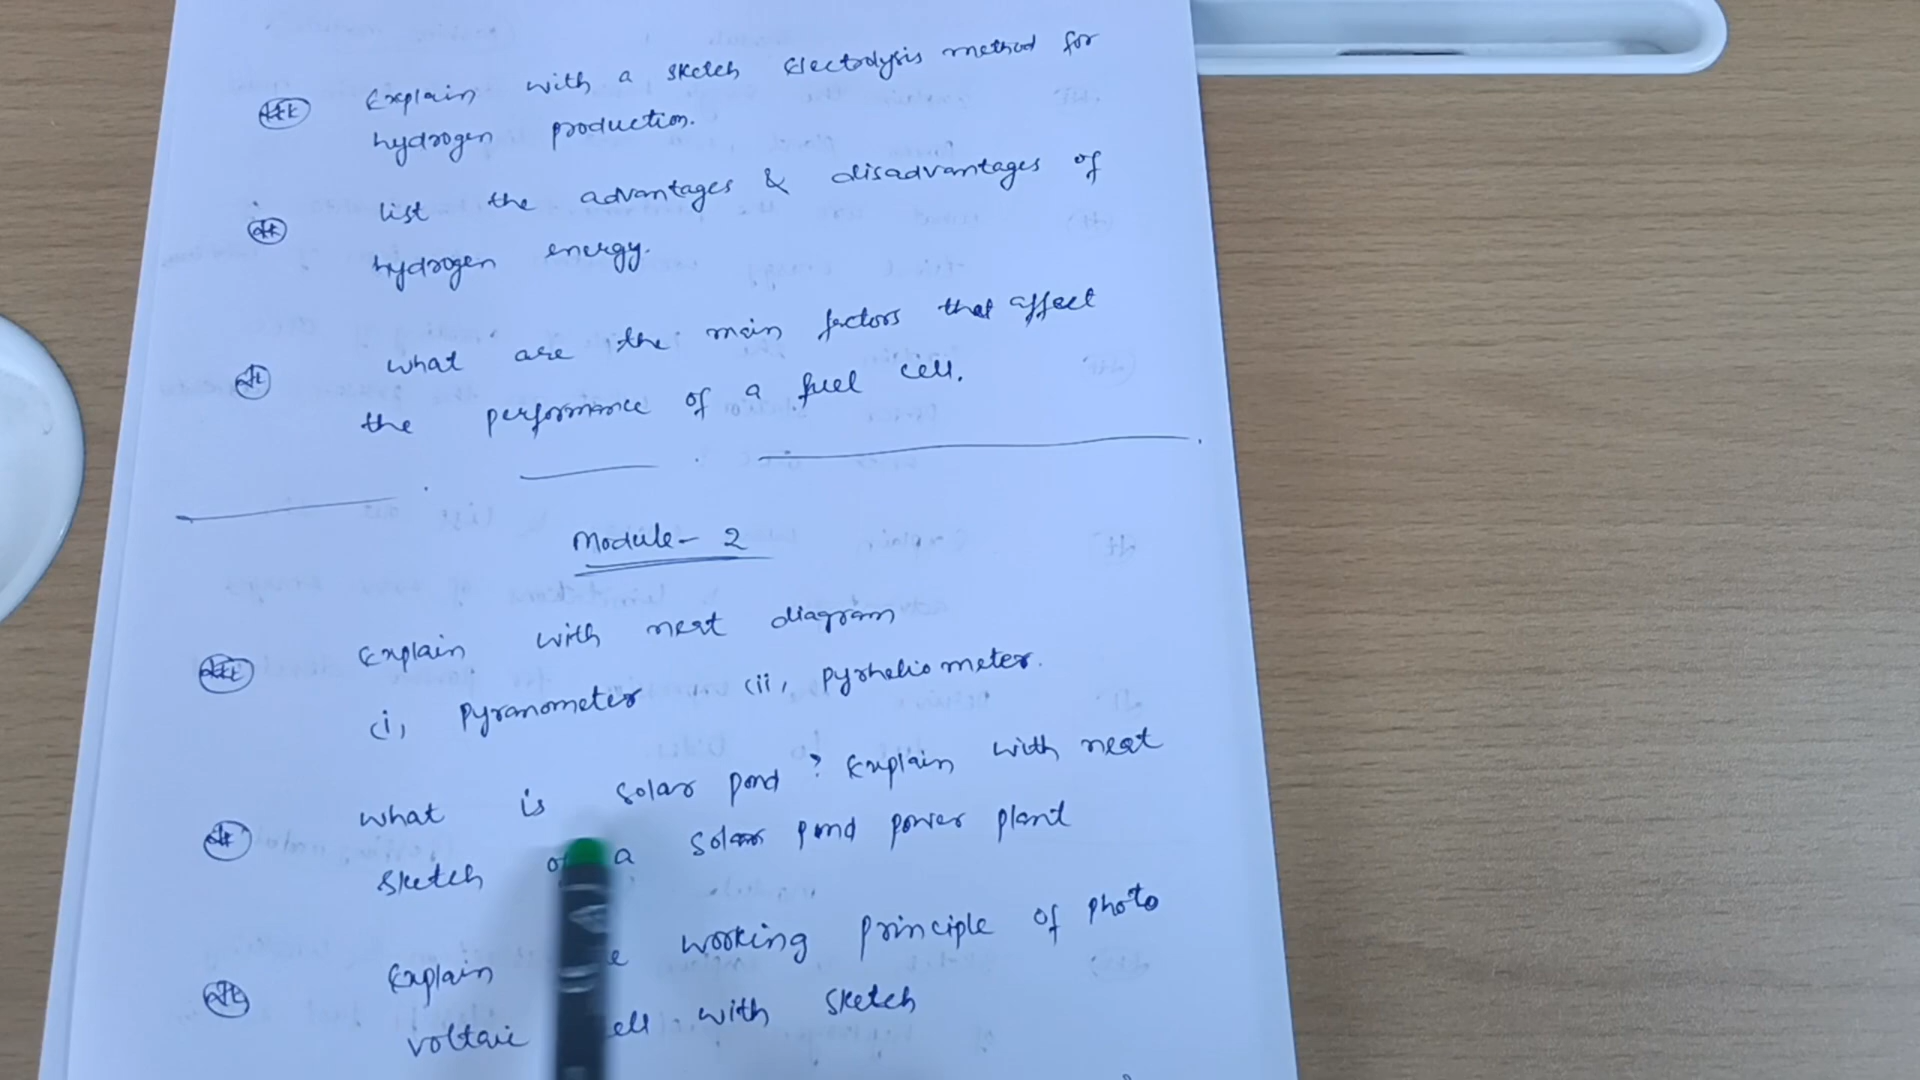 Explain with a sketch Electrolysis method for
hydrogen production.
List the advantages & disadvantages of
hydrogen energy.
what are the main factors that affect
the performance of a fuel cell.
Module - 2
Explain with neat diagram
(i, Pyranometer (ii, Pyrheliometer.
what is solar pond ? Explain with neat
sketch of a solar pond power plant
Explain working principle of photo
voltaic with sketch